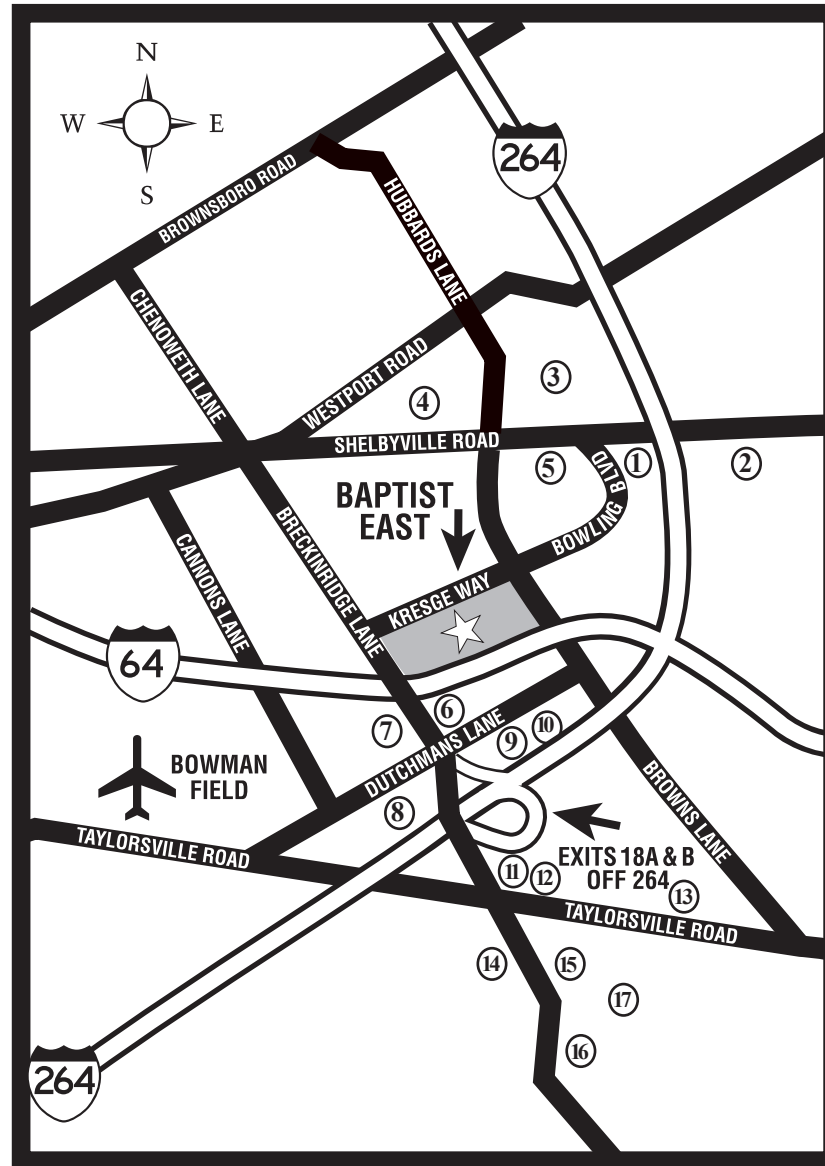 N
W E
S
264
BROWNSBORO ROAD
HUBBARDS LANE
CHENOWETH LANE
WESTPORT ROAD
3
4
SHELBYVILLE ROAD
5
1
2
BLVD
BOWLING
BAPTIST
EAST
BRECKINRIDGE LANE
CANNONS LANE
KRESGE WAY
64
6
7
9
10
DUTCHMANS LANE
BOWMAN
FIELD
8
BROWNS LANE
TAYLORSVILLE ROAD
EXITS 18A & B
OFF 264
11
12
13
TAYLORSVILLE ROAD
14
15
17
16
264